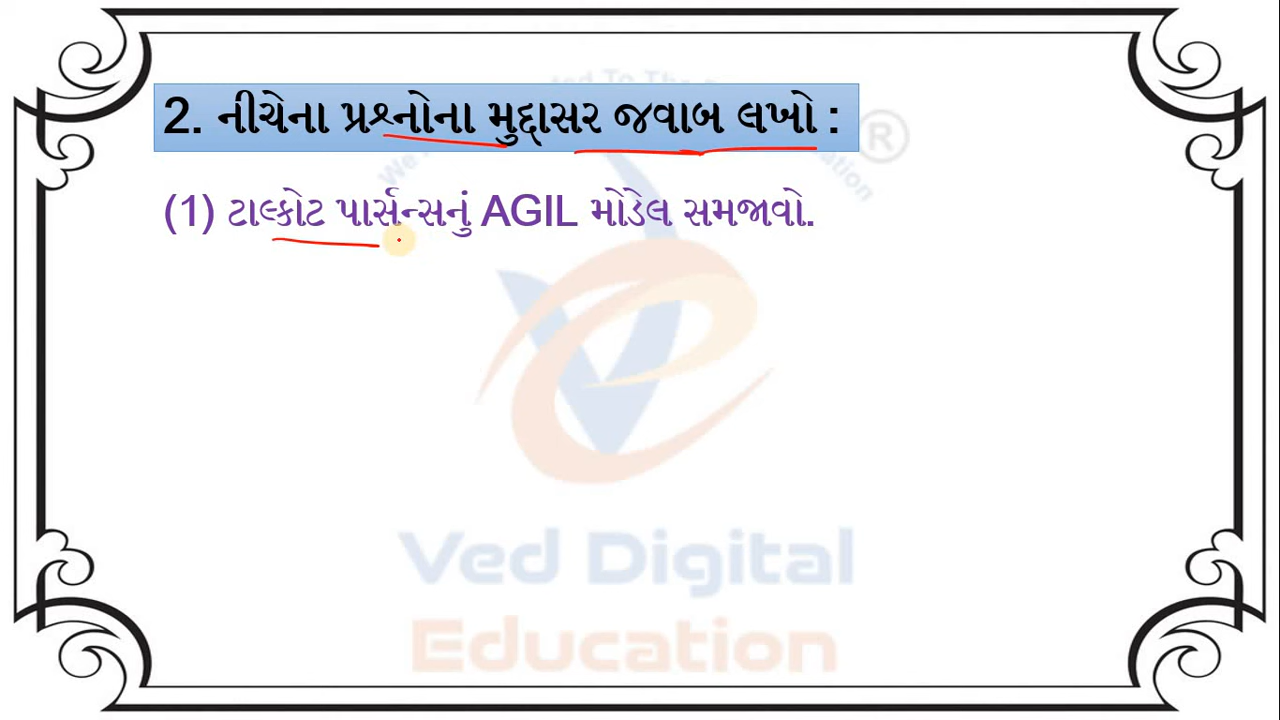 2. નીચેના પ્રશ્નોના મુદ્દાસર જવાબ લખો :
(1) ટાલ્કોટ પાર્સન્સનું AGIL મોડેલ સમજાવો.
®
Ved Digital
Education